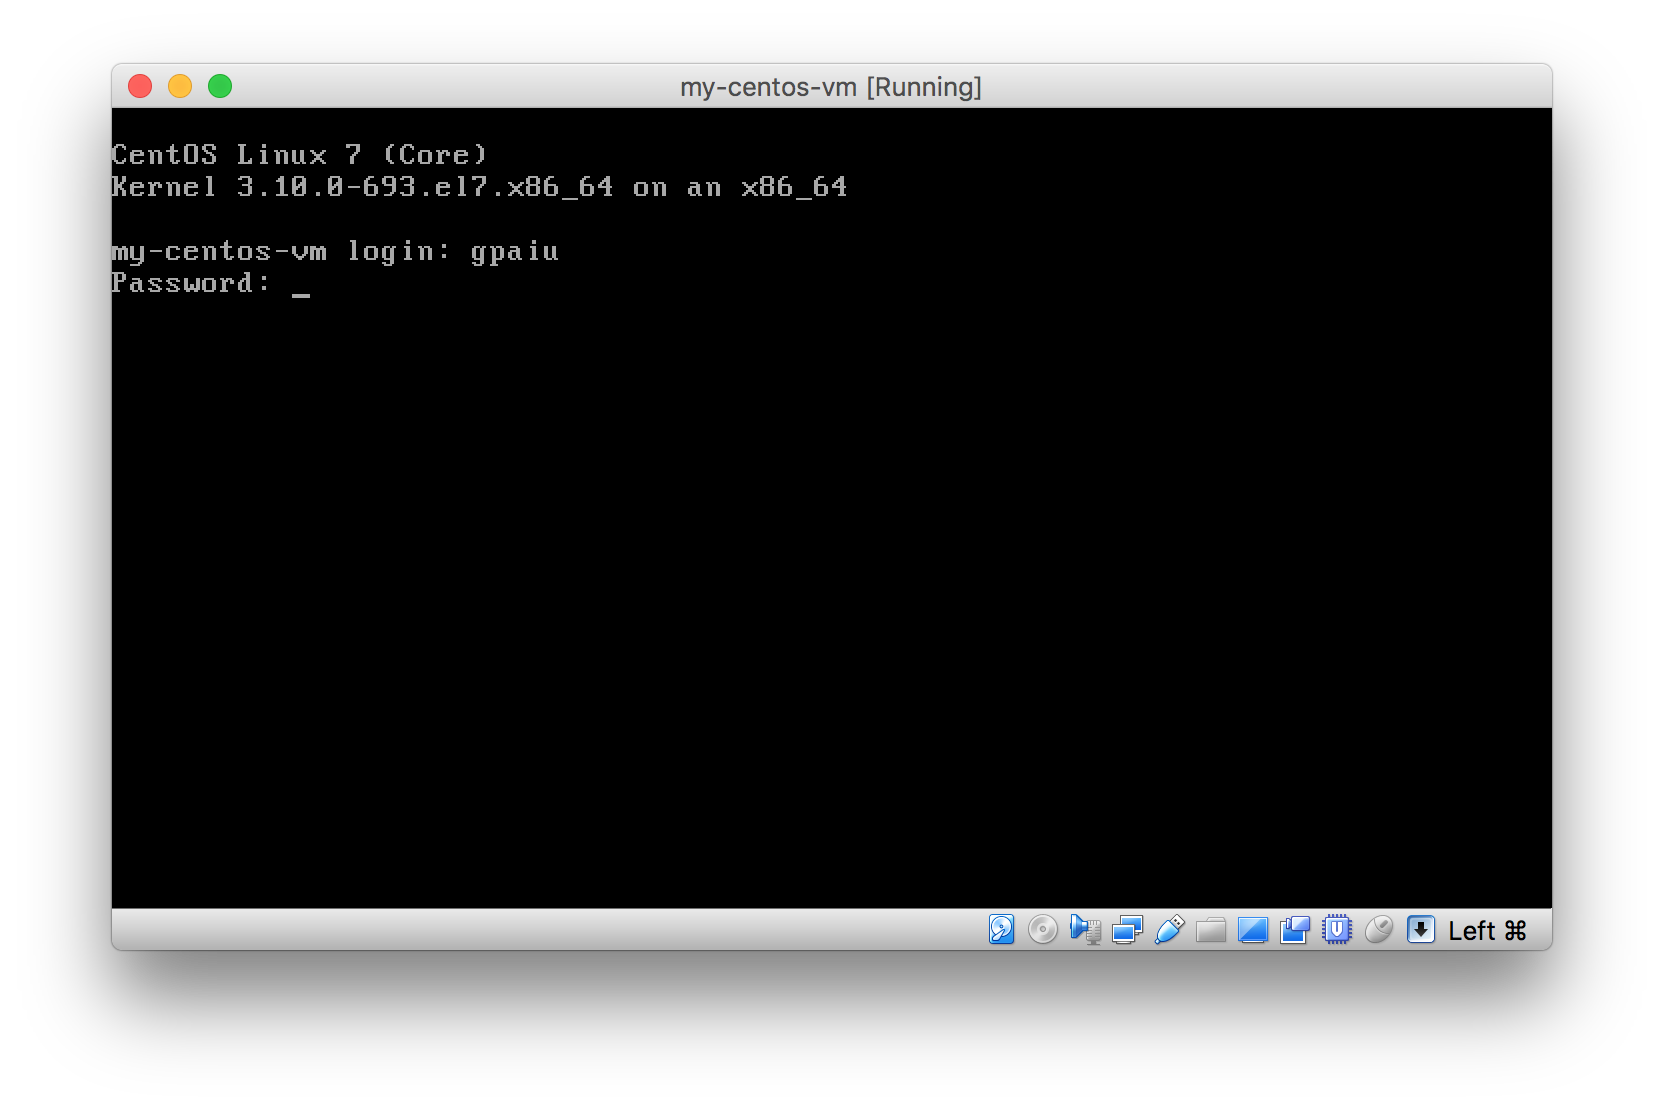 my-centos-vm [Running]
CentOS Linux 7 (Core)
Kernel 3.10.0-693.el7.x86_64 on an x86_64
my-centos-vm login: gpaiu
Password: _
Left ⌘